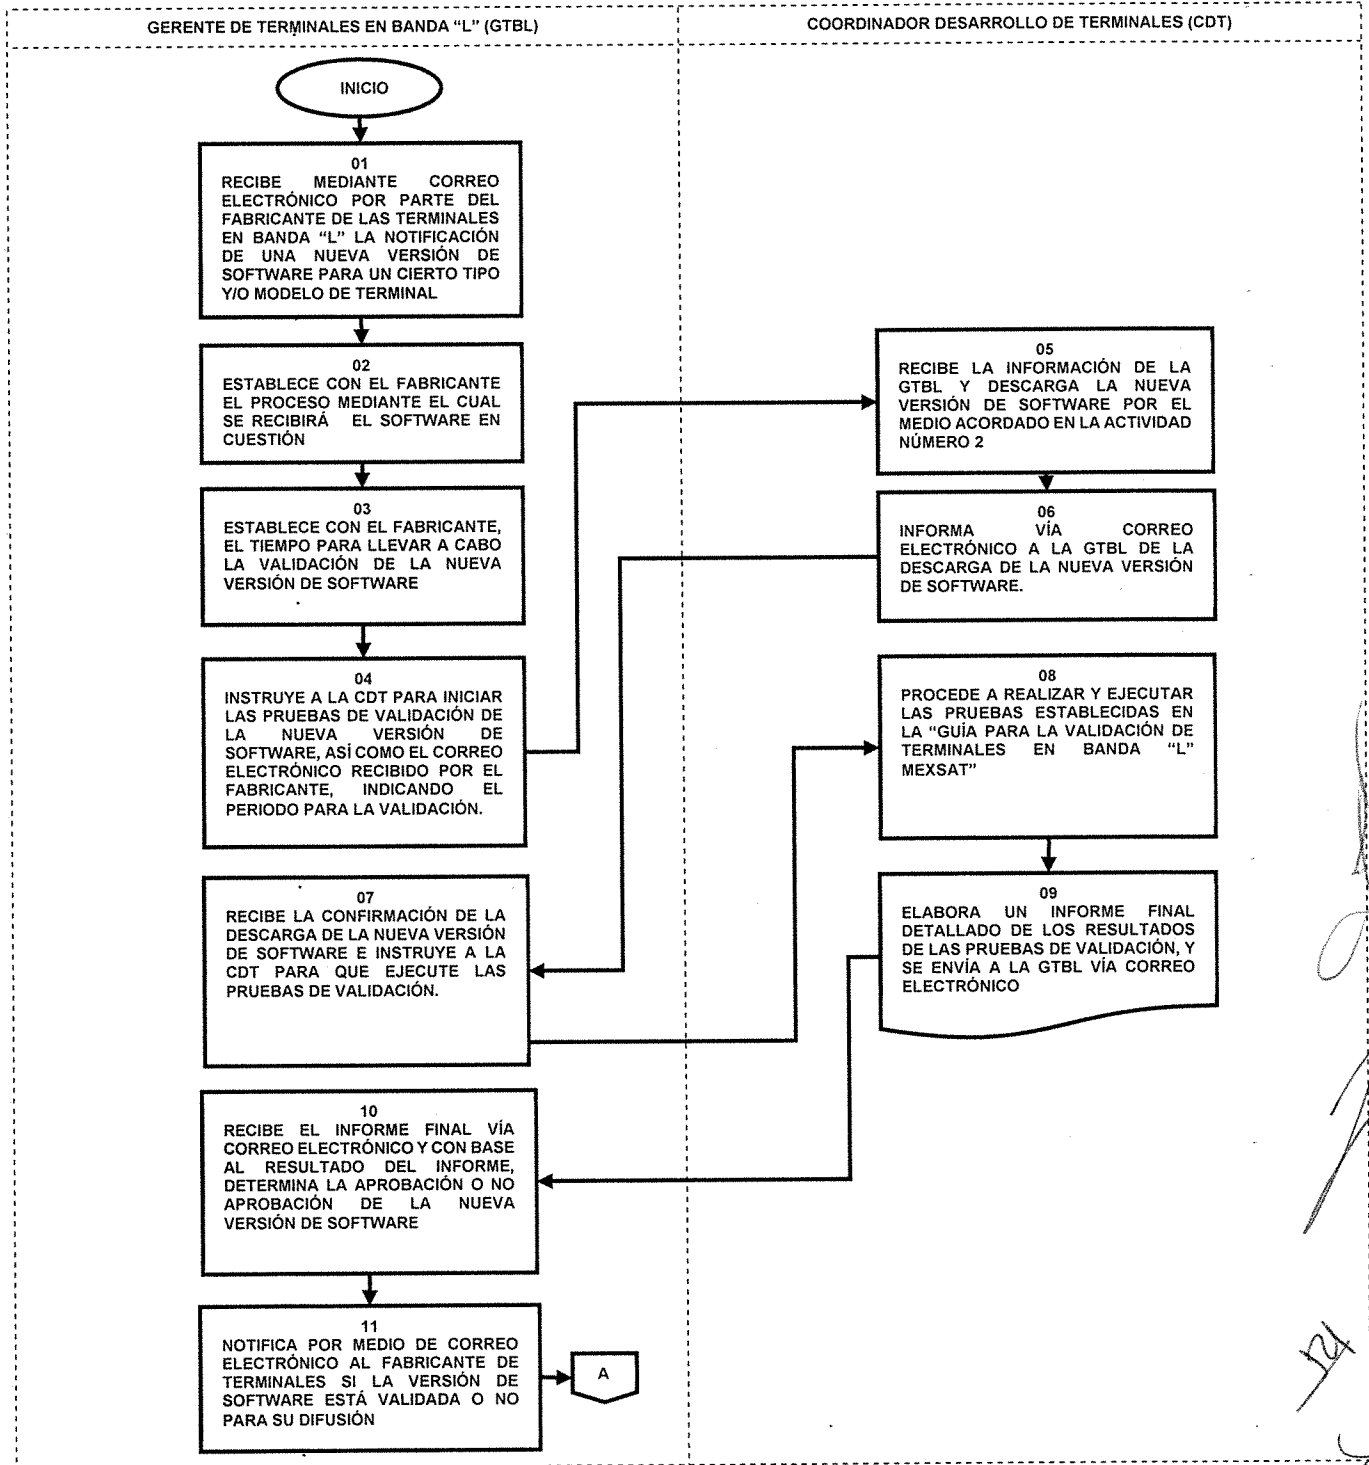 GERENTE DE TERMINALES EN BANDA “L” (GTBL)
COORDINADOR DESARROLLO DE TERMINALES (CDT)
INICIO
01
RECIBE MEDIANTE CORREO
ELECTRÓNICO POR PARTE DEL
FABRICANTE DE LAS TERMINALES
EN BANDA “L” LA NOTIFICACIÓN
DE UNA NUEVA VERSIÓN DE
SOFTWARE PARA UN CIERTO TIPO
Y/O MODELO DE TERMINAL
02
ESTABLECE CON EL FABRICANTE
EL PROCESO MEDIANTE EL CUAL
SE RECIBIRÁ EL SOFTWARE EN
CUESTIÓN
03
ESTABLECE CON EL FABRICANTE,
EL TIEMPO PARA LLEVAR A CABO
LA VALIDACIÓN DE LA NUEVA
VERSIÓN DE SOFTWARE
04
INSTRUYE A LA CDT PARA INICIAR
LAS PRUEBAS DE VALIDACIÓN DE
LA NUEVA VERSIÓN DE
SOFTWARE, ASÍ COMO EL CORREO
ELECTRÓNICO RECIBIDO POR EL
FABRICANTE, INDICANDO EL
PERIODO PARA LA VALIDACIÓN.
05
RECIBE LA INFORMACIÓN DE LA
GTBL Y DESCARGA LA NUEVA
VERSIÓN DE SOFTWARE POR EL
MEDIO ACORDADO EN LA ACTIVIDAD
NÚMERO 2
06
INFORMA VÍA CORREO
ELECTRÓNICO A LA GTBL DE LA
DESCARGA DE LA NUEVA VERSIÓN
DE SOFTWARE.
07
RECIBE LA CONFIRMACIÓN DE LA
DESCARGA DE LA NUEVA VERSIÓN
DE SOFTWARE E INSTRUYE A LA
CDT PARA QUE EJECUTE LAS
PRUEBAS DE VALIDACIÓN.
08
PROCEDE A REALIZAR Y EJECUTAR
LAS PRUEBAS ESTABLECIDAS EN
LA “GUÍA PARA LA VALIDACIÓN DE
TERMINALES EN BANDA “L”
MEXSAT”
09
ELABORA UN INFORME FINAL
DETALLADO DE LOS RESULTADOS
DE LAS PRUEBAS DE VALIDACIÓN, Y
SE ENVÍA A LA GTBL VÍA CORREO
ELECTRÓNICO
10
RECIBE EL INFORME FINAL VÍA
CORREO ELECTRÓNICO Y CON BASE
AL RESULTADO DEL INFORME,
DETERMINA LA APROBACIÓN O NO
APROBACIÓN DE LA NUEVA
VERSIÓN DE SOFTWARE
11
NOTIFICA POR MEDIO DE CORREO
ELECTRÓNICO AL FABRICANTE DE
TERMINALES SI LA VERSIÓN DE
SOFTWARE ESTÁ VALIDADA O NO
PARA SU DIFUSIÓN
A